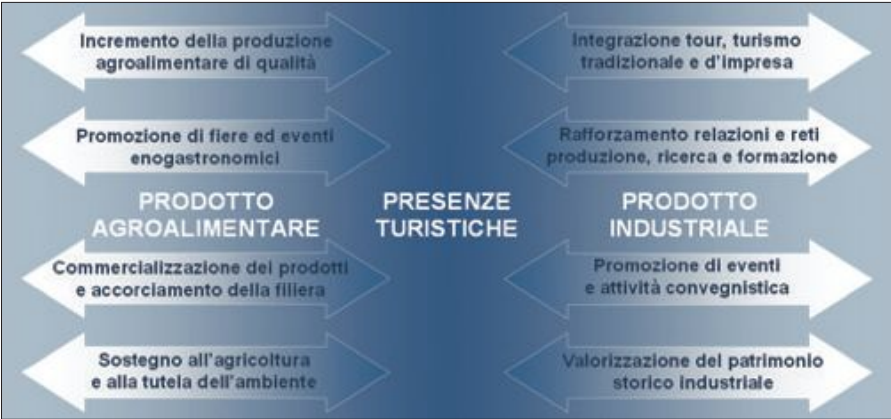 Incremento della produzione
agroalimentare di qualità
Integrazione tour, turismo
tradizionale e d'impresa
Promozione di fiere ed eventi
enogastronomici
Rafforzamento relazioni e reti
produzione, ricerca e formazione
PRODOTTO
AGROALIMENTARE
PRESENZE
TURISTICHE
PRODOTTO
INDUSTRIALE
Commercializzazione dei prodotti
e accorciamento della filiera
Promozione di eventi
e attività convegnistica
Sostegno all'agricoltura
e alla tutela dell'ambiente
Valorizzazione del patrimonio
storico industriale